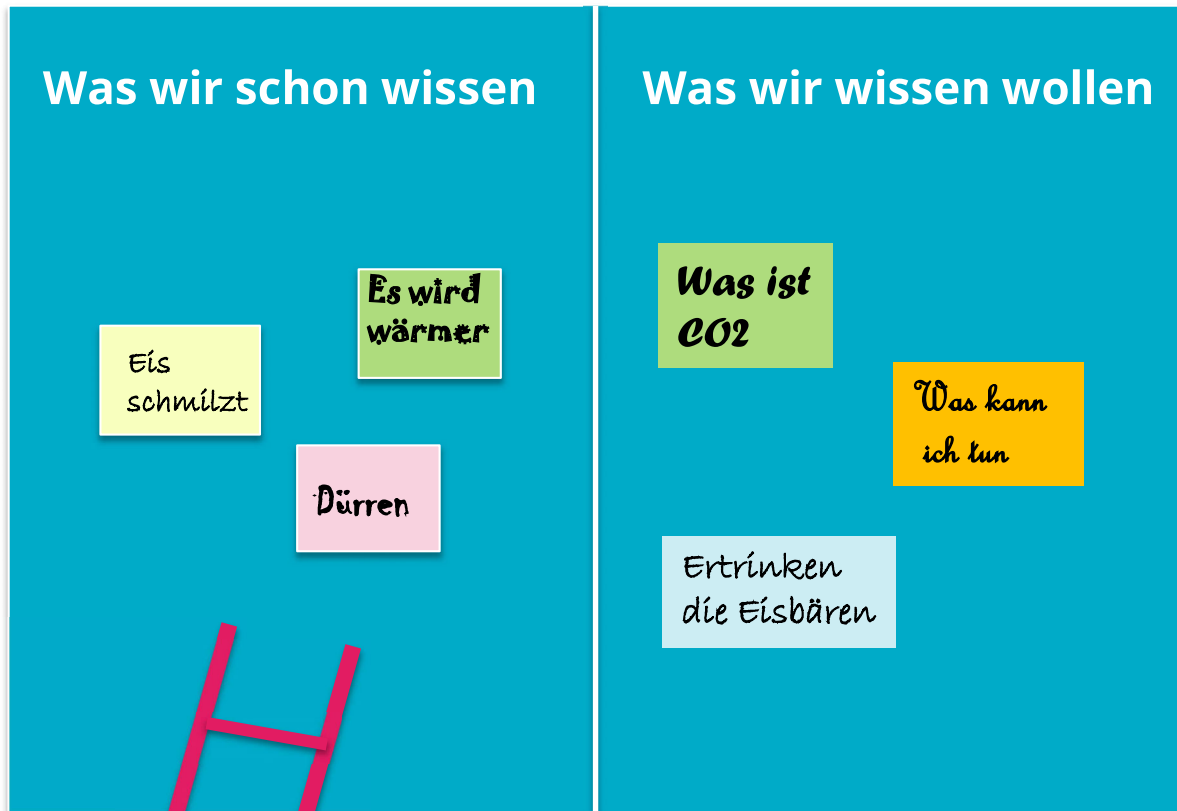 Was wir schon wissen
Es wird
wärmer
Eis
schmilzt
Dürren
Was wir wissen wollen
Was ist
CO2
Was kann
ich tun
Ertrinken
die Eisbären